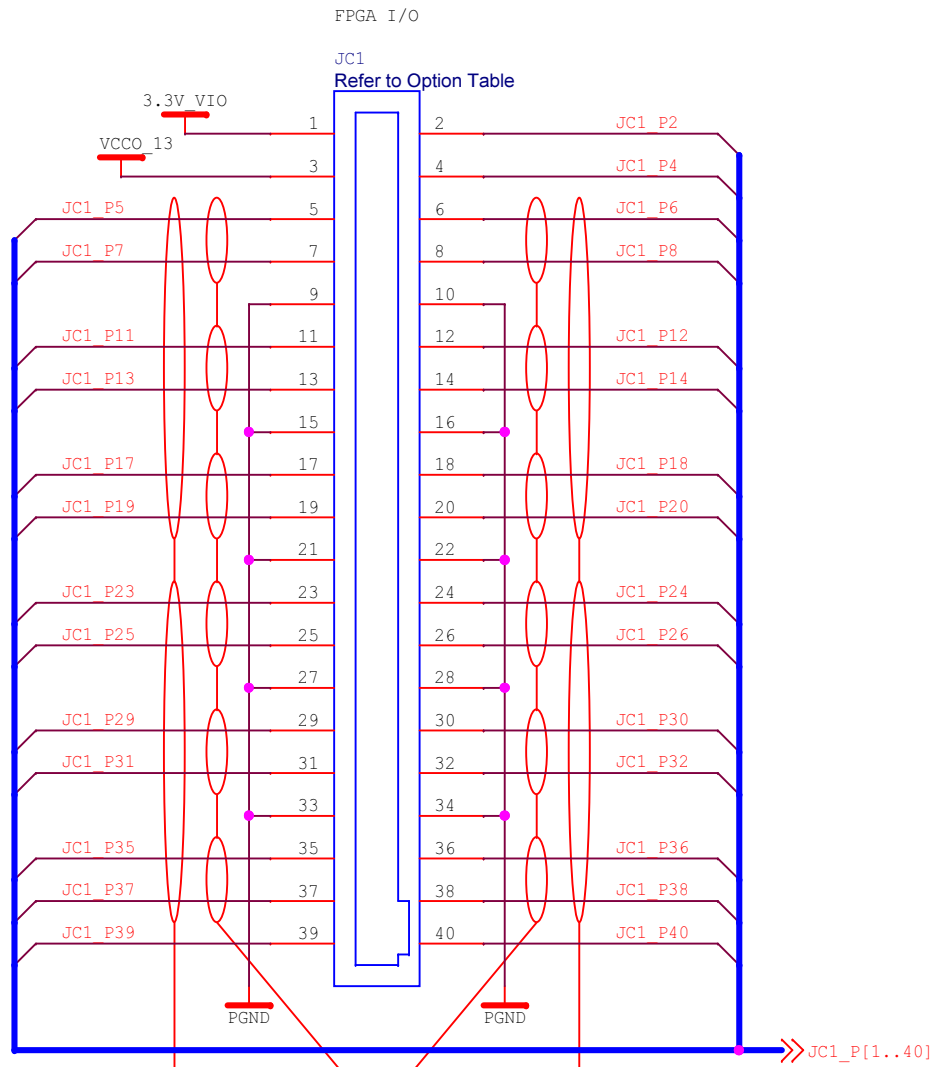 FPGA I/O
JC1
Refer to Option Table
3.3V_VIO
1 2 JC1_P2
VCCO_13
3 4 JC1_P4
JC1_P5 5 6 JC1_P6
JC1_P7 7 8 JC1_P8
9 10
JC1_P11 11 12 JC1_P12
JC1_P13 13 14 JC1_P14
15 16
JC1_P17 17 18 JC1_P18
JC1_P19 19 20 JC1_P20
21 22
JC1_P23 23 24 JC1_P24
JC1_P25 25 26 JC1_P26
27 28
JC1_P29 29 30 JC1_P30
JC1_P31 31 32 JC1_P32
33 34
JC1_P35 35 36 JC1_P36
JC1_P37 37 38 JC1_P38
JC1_P39 39 40 JC1_P40
PGND PGND
JC1_P[1..40]